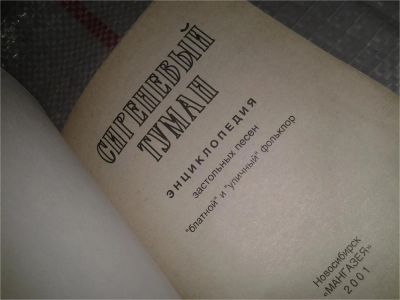 СИРЕНЕВЫЙ
ТУМАН
ЭНЦИКЛОПЕДИЯ
застольных песен
"блатной" и "уличный" фольклор
Новосибирск
«МАНГАЗЕЯ»
2001